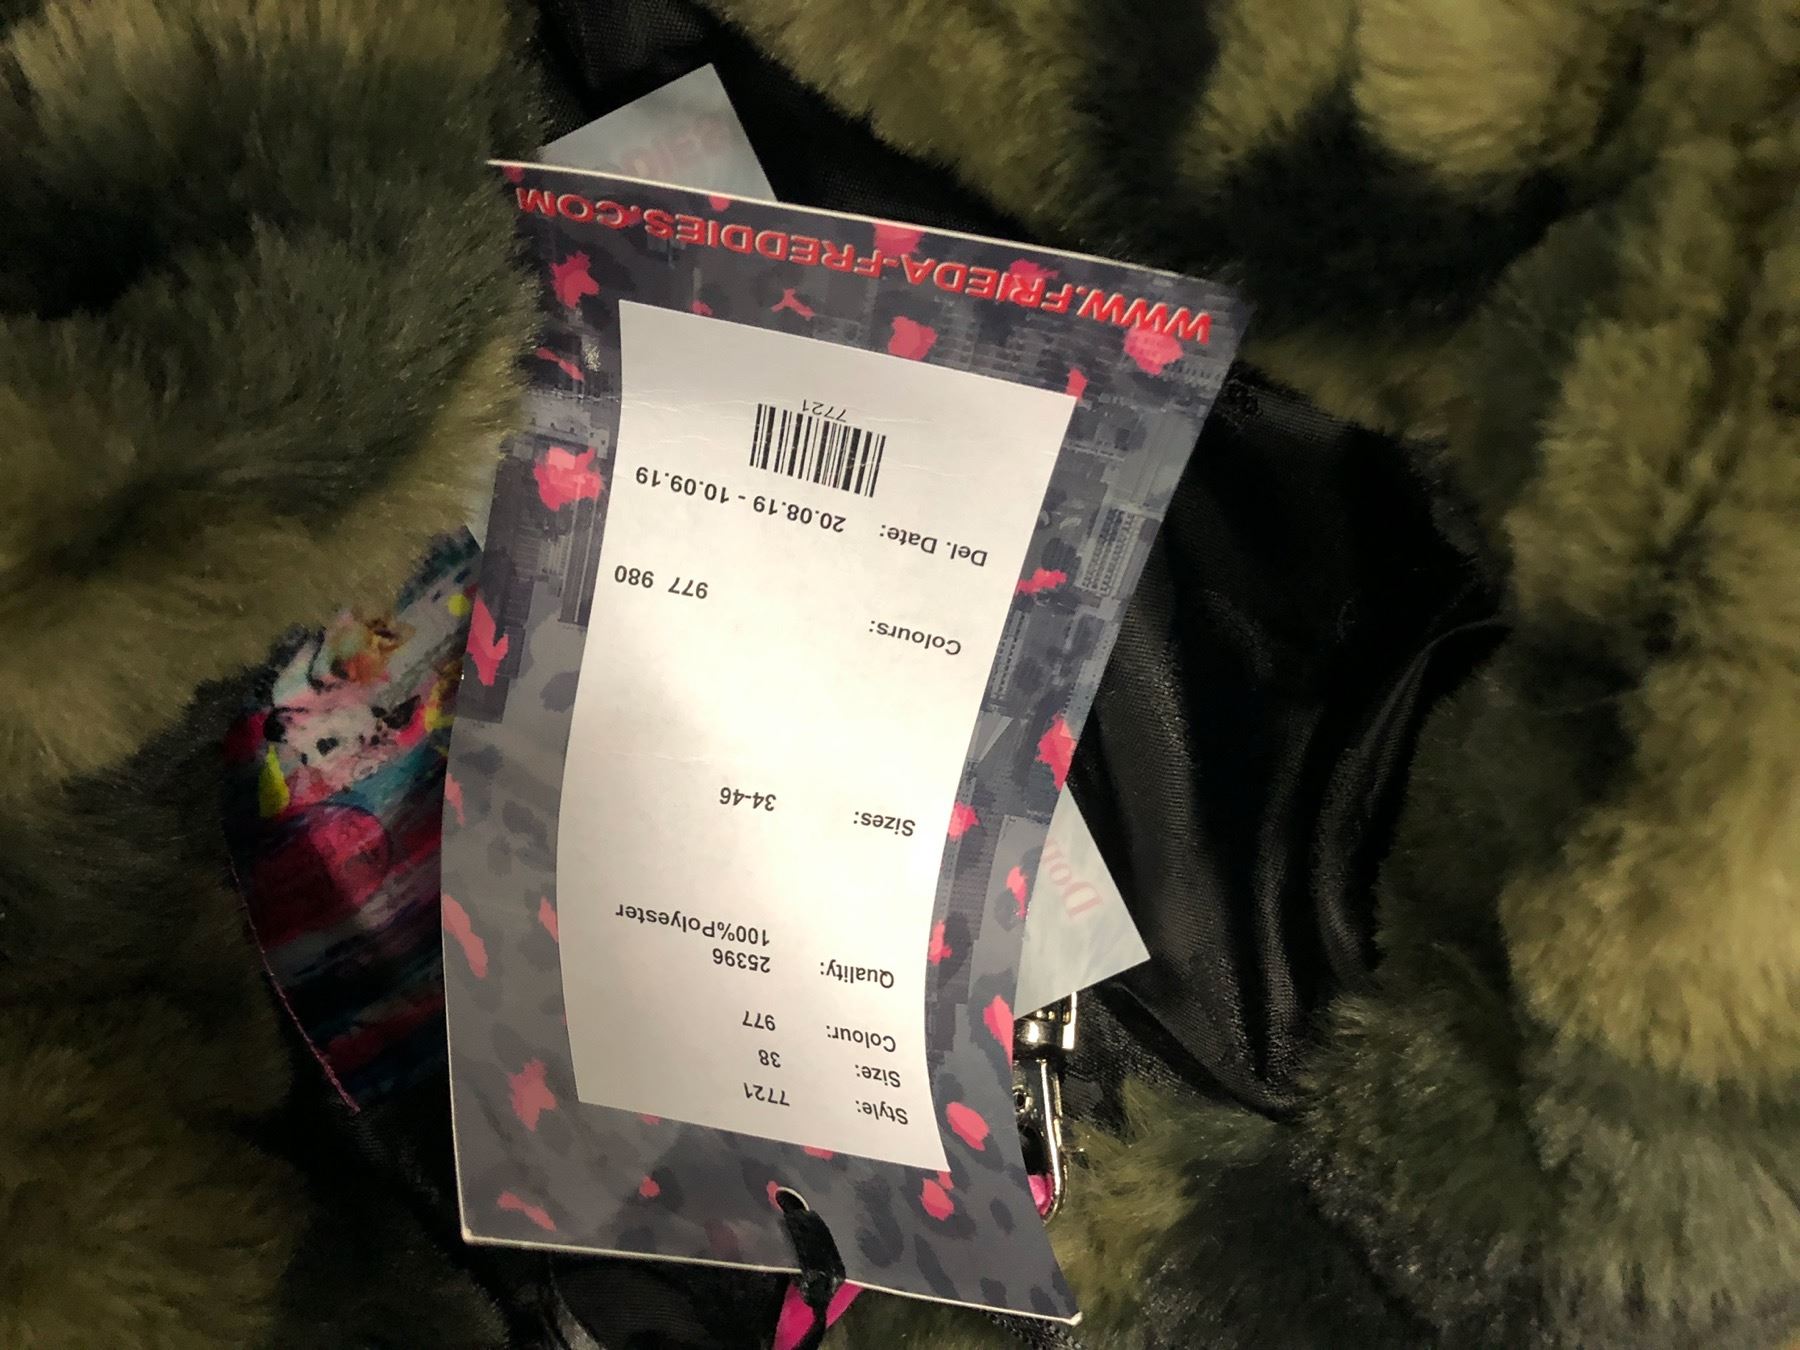 Style: 7721
Size: 38
Colour: 977
Quality: 25396
100%Polyester
Sizes: 34-46
Colours:
977 980
Del. Date: 20.08.19 - 10.09.19
7721
WWW.FRIEDA-FREDDIES.COM